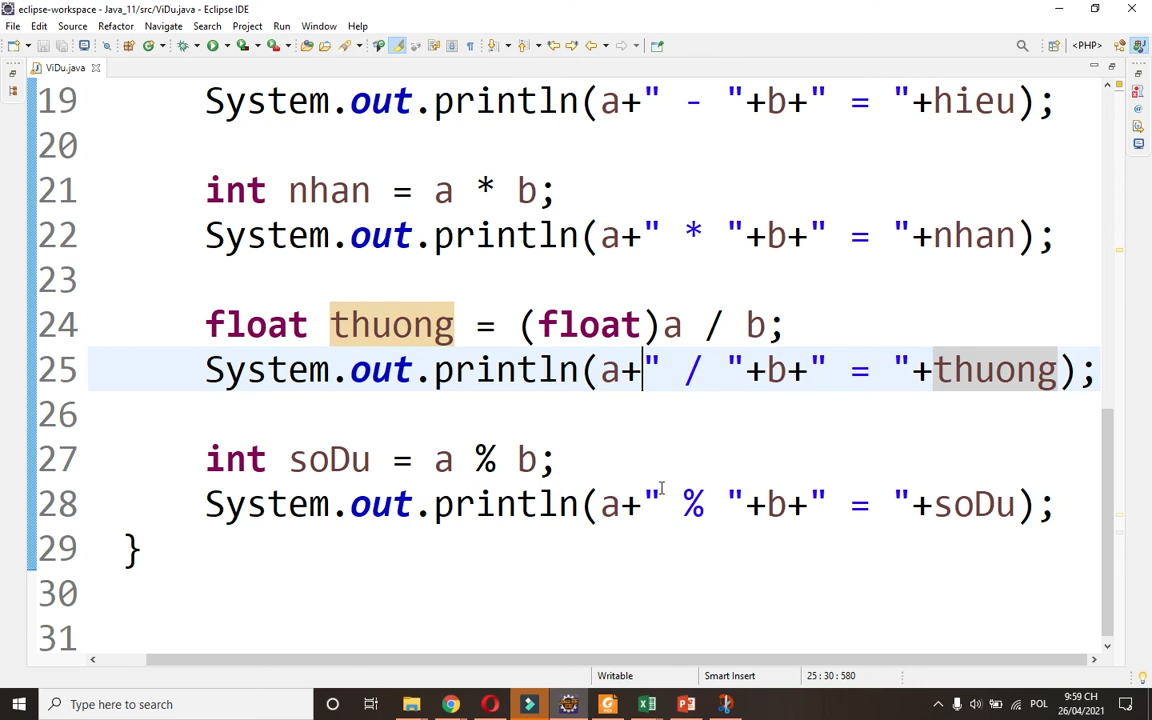 eclipse-workspace - Java_11/src/ViDu.java - Eclipse IDE
File Edit Source Refactor Navigate Search Project Run Window Help
<PHP>
ViDu.java
19 System.out.println(a+" - "+b+" = "+hieu);
20
21 int nhan = a * b;
22 System.out.println(a+" * "+b+" = "+nhan);
23
24 float thuong = (float)a / b;
25 System.out.println(a+" / "+b+" = "+thuong);
26
27 int soDu = a % b;
28 System.out.println(a+" % "+b+" = "+soDu);
29 }
30
31
Writable Smart Insert 25 : 30 : 580
Type here to search
POL
9:59 CH
26/04/2021